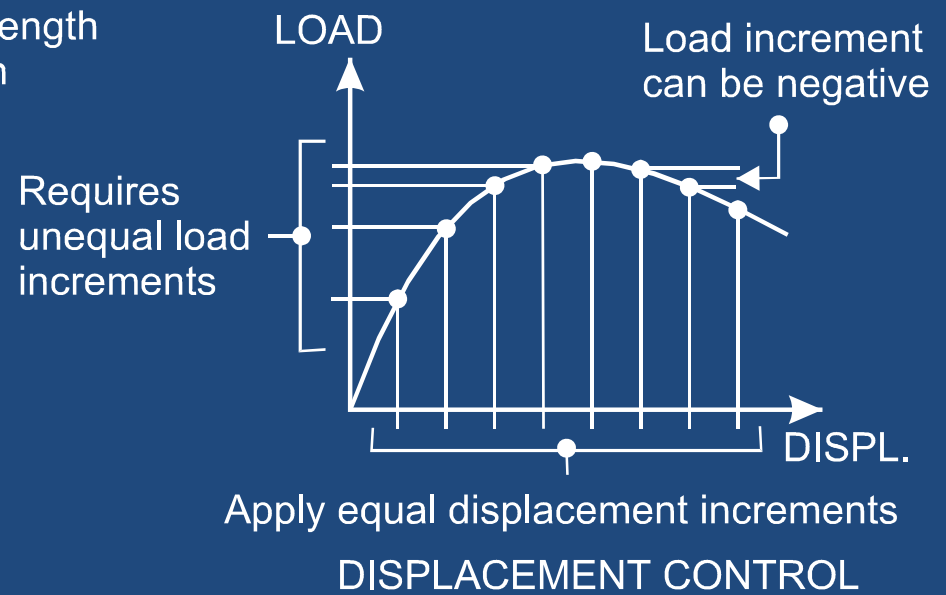 LOAD
Load increment
can be negative
Requires
unequal load
increments
DISPL.
Apply equal displacement increments
DISPLACEMENT CONTROL